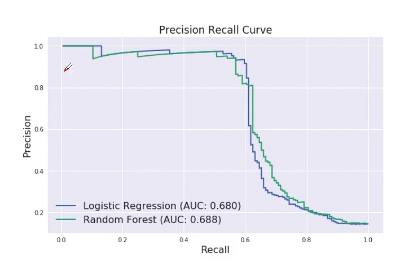 Precision Recall Curve
1.0
0.8
0.6
0.4
0.2
Precision
Logistic Regression (AUC: 0.680)
Random Forest (AUC: 0.688)
0.0 0.2 0.4 0.6 0.8 1.0
Recall